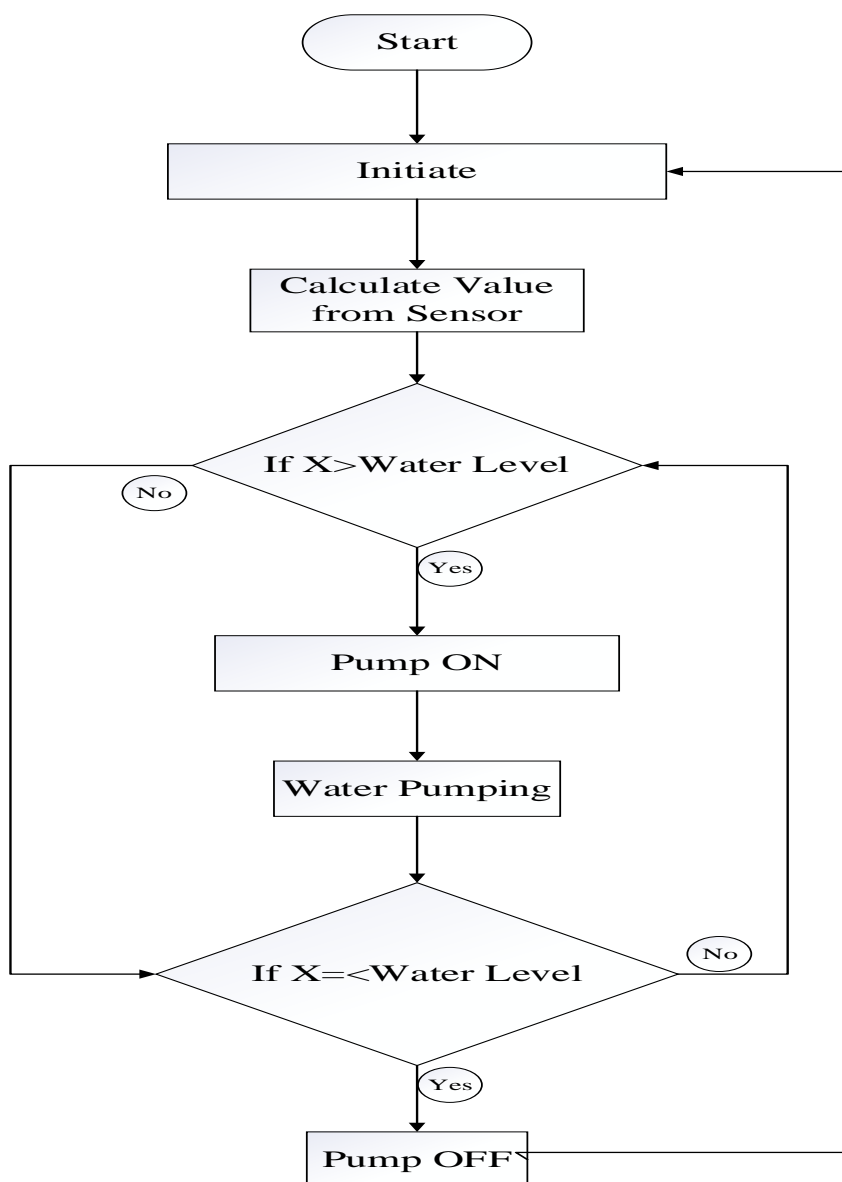 Start
Initiate
Calculate Value
from Sensor
If X>Water Level
No
Yes
Pump ON
Water Pumping
If X=<Water Level
No
Yes
Pump OFF